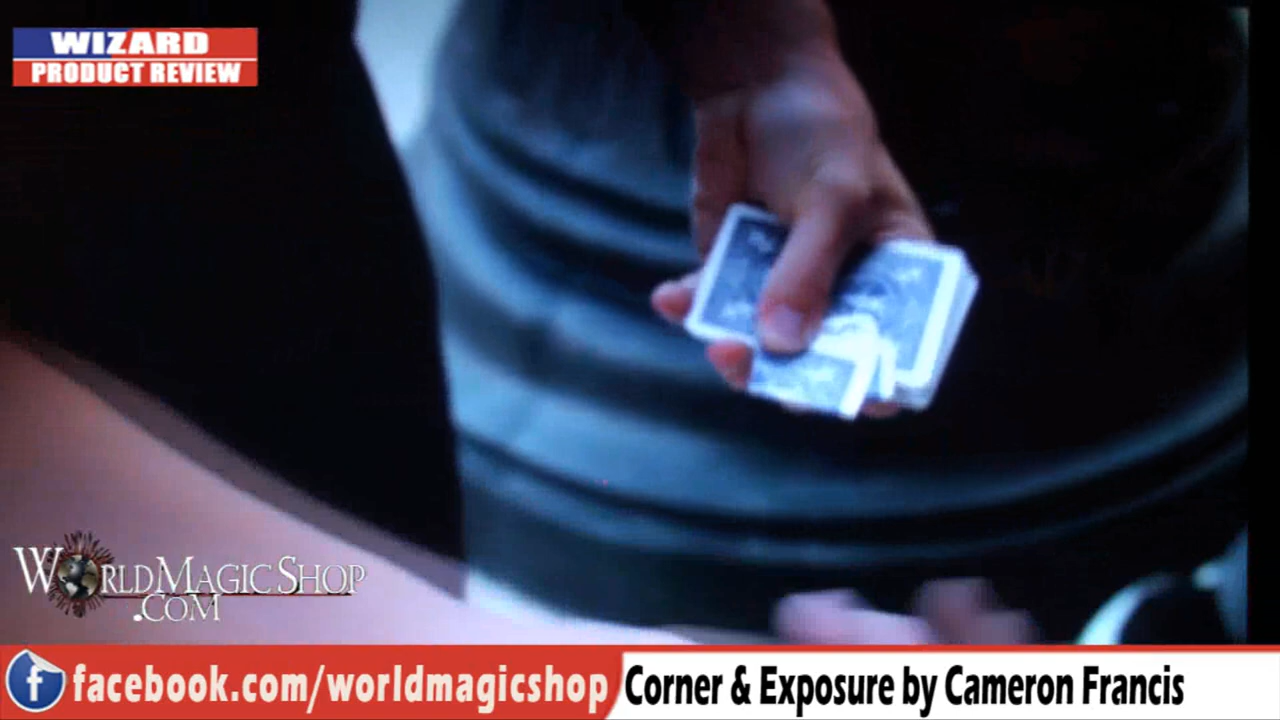 WIZARD
PRODUCT REVIEW
WORLDMAGICSHOP
.COM
facebook.com/worldmagicshop
Corner & Exposure by Cameron Francis